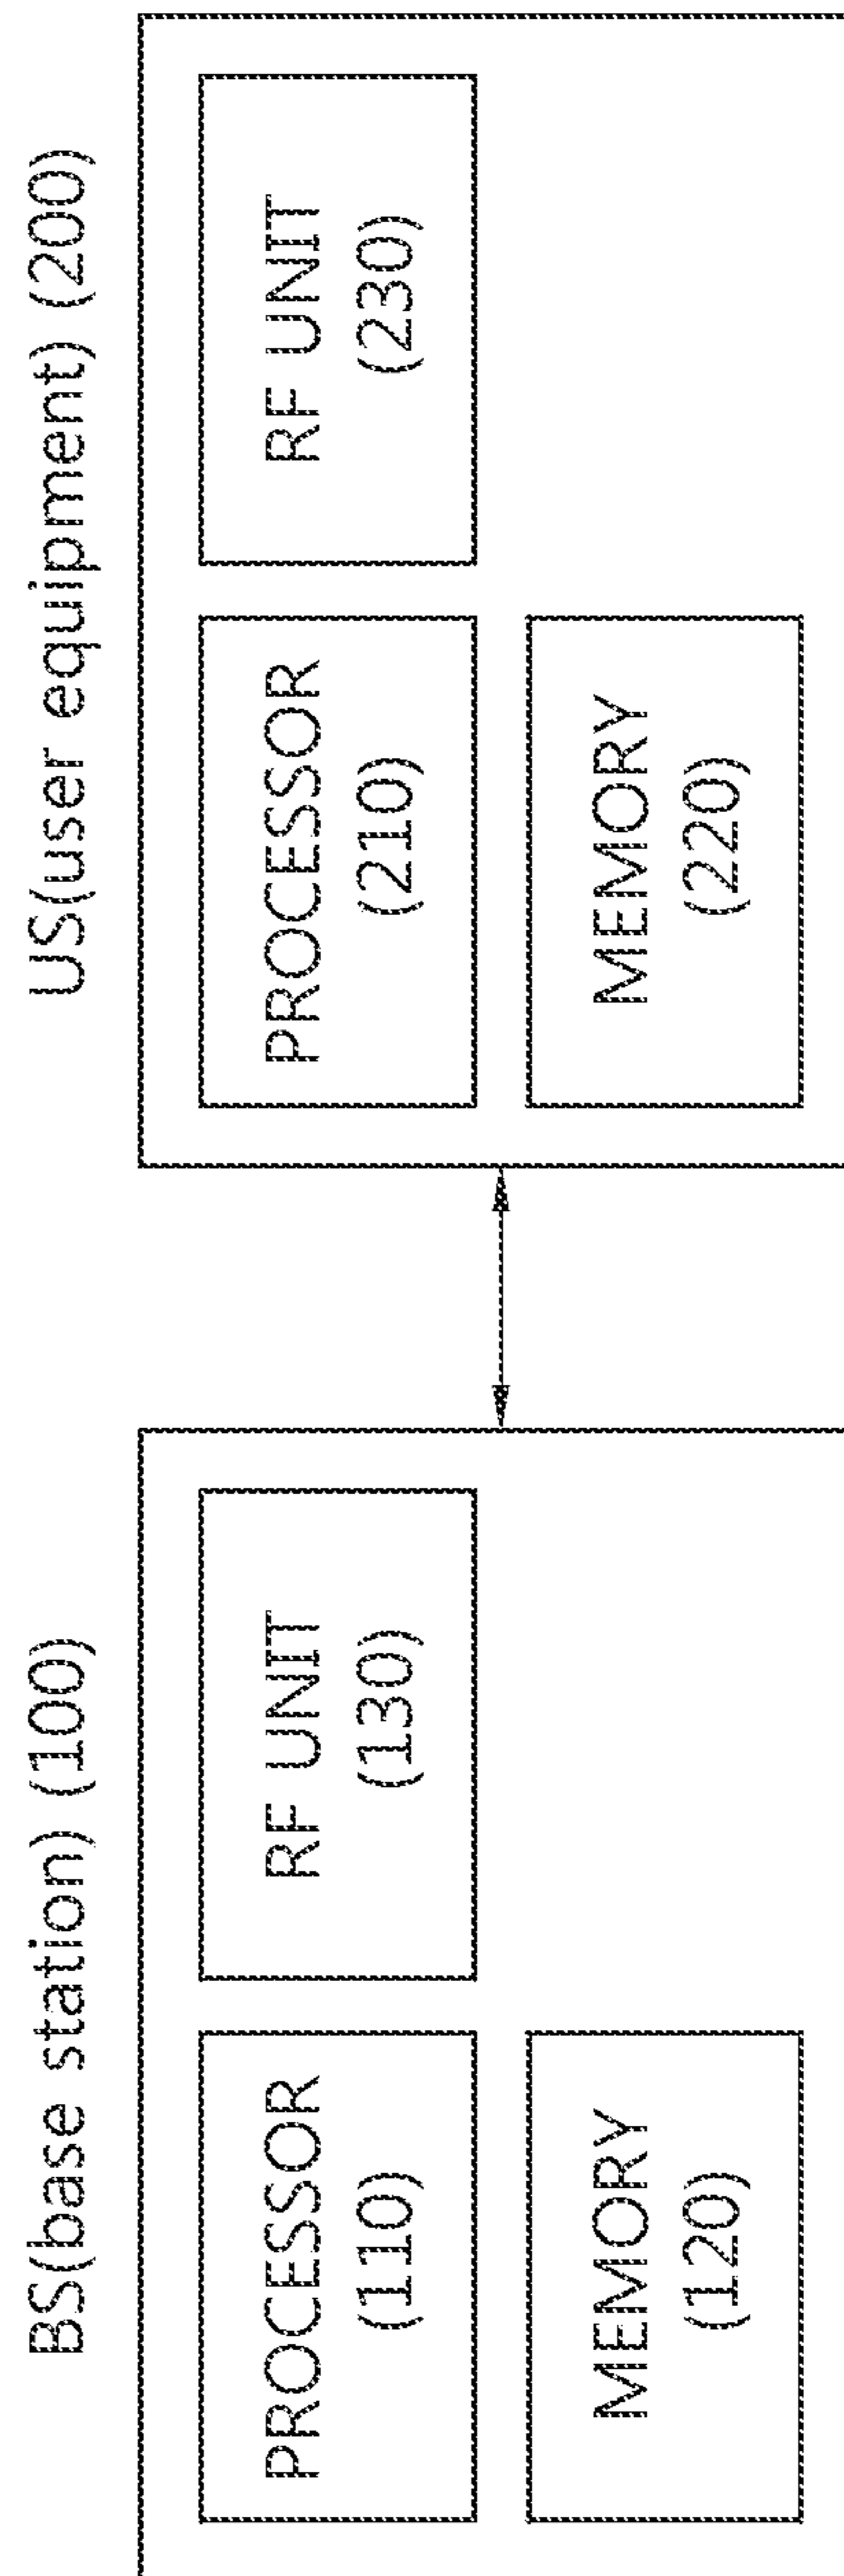 BS(base station) (100)
PROCESSOR
(110)
RF UNIT
(130)
MEMORY
(120)
US(user equipment) (200)
PROCESSOR
(210)
RF UNIT
(230)
MEMORY
(220)